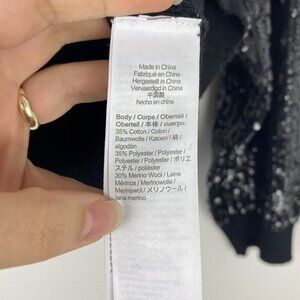 Made in China
Fabriqué en China
Hergestellt in China
Vervaardigd in China
中国製
hecho en china
Body / Corps / Oberteil /
Obertell / 本体 / cuerpo:
35% Cotton / Coton /
Baumwolle / Katoen / 綿 /
algodón
35% Polyester / Polyester /
Polyester / Polyester / ポリエ
ステル / poliéster
30% Merino Wool / Laine
Mérinos / Merinowolle /
Merinowol / メリノウール /
lana merino